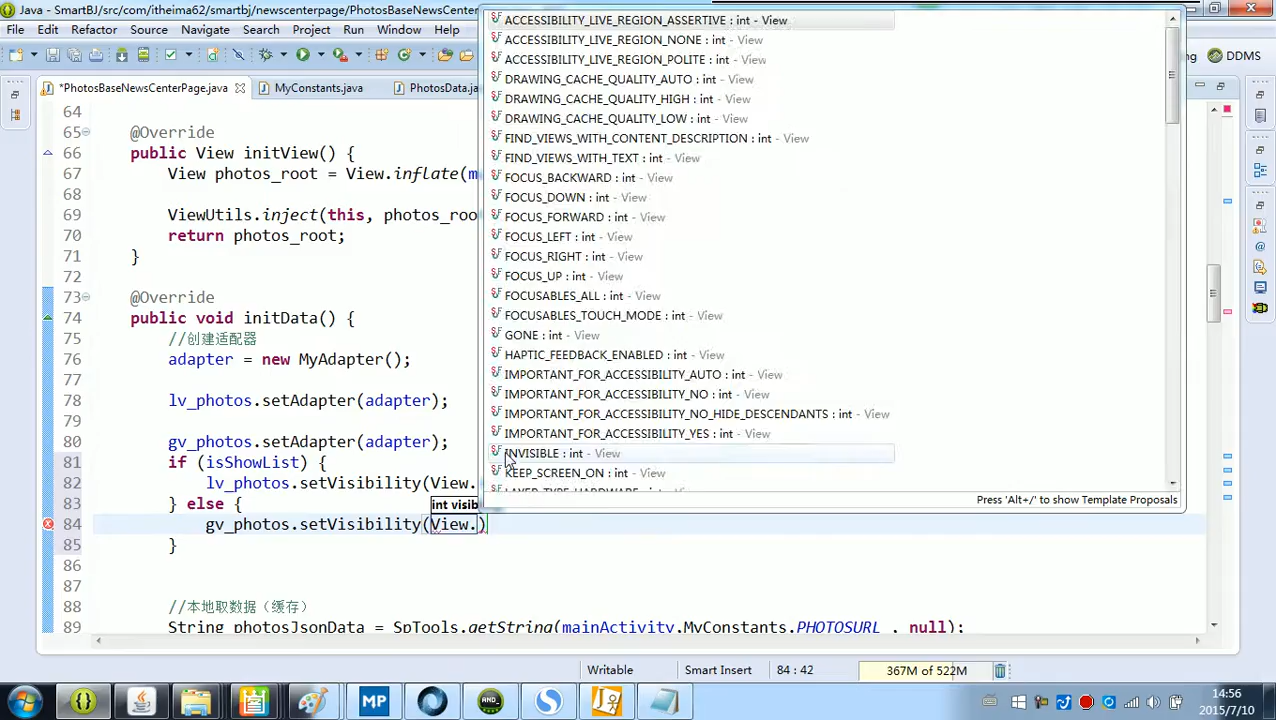 Java - SmartBJ/src/com/itheima62/smartbj/newscenterpage/PhotosBaseNewsCenterPa
File Edit Refactor Source Navigate Search Project Run Window Help
DDMS
*PhotosBaseNewsCenterPage.java
MyConstants.java
PhotosData.ja
64
65 @Override
66 public View initView() {
67 View photos_root = View.inflate(m
68
69 ViewUtils.inject(this, photos_roo
70 return photos_root;
71 }
72
73 @Override
74 public void initData() {
75 //创建适配器
76 adapter = new MyAdapter();
77
78 lv_photos.setAdapter(adapter);
79
80 gv_photos.setAdapter(adapter);
81 if (isShowList) {
82 lv_photos.setVisibility(View.
83 } else {
int visib
84 gv_photos.setVisibility(View.)
85 }
86
87
88 //本地取数据（缓存）
89 String photosJsonData = SpTools.getString(mainActivity,MyConstants.PHOTOSURL , null);
ACCESSIBILITY_LIVE_REGION_ASSERTIVE : int - View
ACCESSIBILITY_LIVE_REGION_NONE : int - View
ACCESSIBILITY_LIVE_REGION_POLITE : int - View
DRAWING_CACHE_QUALITY_AUTO : int - View
DRAWING_CACHE_QUALITY_HIGH : int - View
DRAWING_CACHE_QUALITY_LOW : int - View
FIND_VIEWS_WITH_CONTENT_DESCRIPTION : int - View
FIND_VIEWS_WITH_TEXT : int - View
FOCUS_BACKWARD : int - View
FOCUS_DOWN : int - View
FOCUS_FORWARD : int - View
FOCUS_LEFT : int - View
FOCUS_RIGHT : int - View
FOCUS_UP : int - View
FOCUSABLES_ALL : int - View
FOCUSABLES_TOUCH_MODE : int - View
GONE : int - View
HAPTIC_FEEDBACK_ENABLED : int - View
IMPORTANT_FOR_ACCESSIBILITY_AUTO : int - View
IMPORTANT_FOR_ACCESSIBILITY_NO : int - View
IMPORTANT_FOR_ACCESSIBILITY_NO_HIDE_DESCENDANTS : int - View
IMPORTANT_FOR_ACCESSIBILITY_YES : int - View
INVISIBLE : int - View
KEEP_SCREEN_ON : int - View
LAYER_TYPE_HARDWARE : int - View
Press 'Alt+/' to show Template Proposals
Writable
Smart Insert
84 : 42
367M of 522M
MP
AND_
14:56
2015/7/10